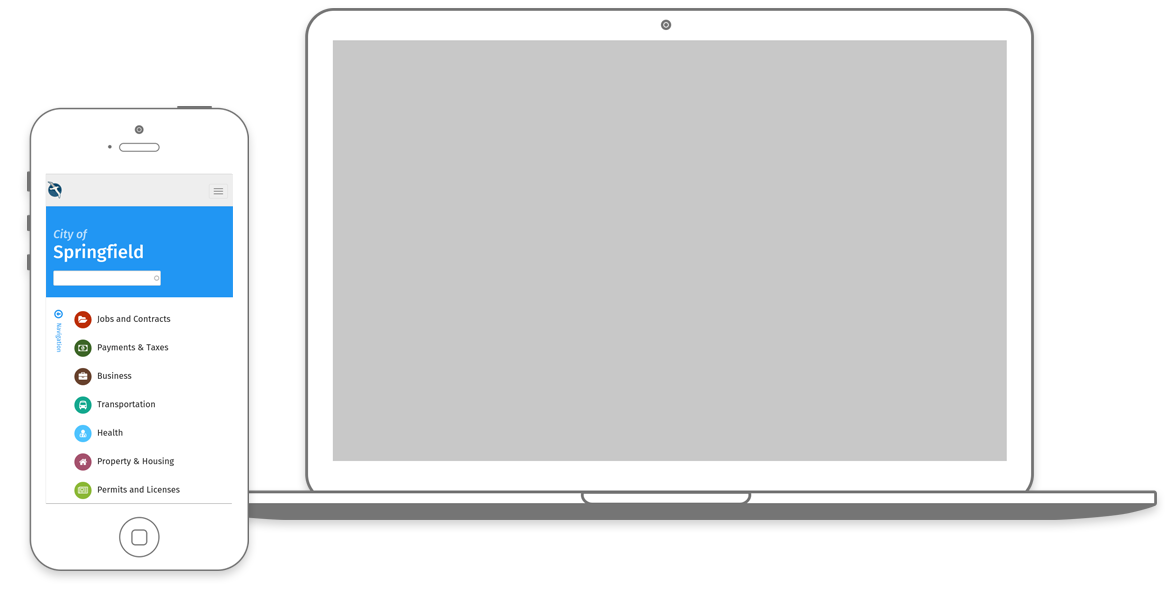 City of
Springfield
Navigation
Jobs and Contracts
Payments & Taxes
Business
Transportation
Health
Property & Housing
Permits and Licenses